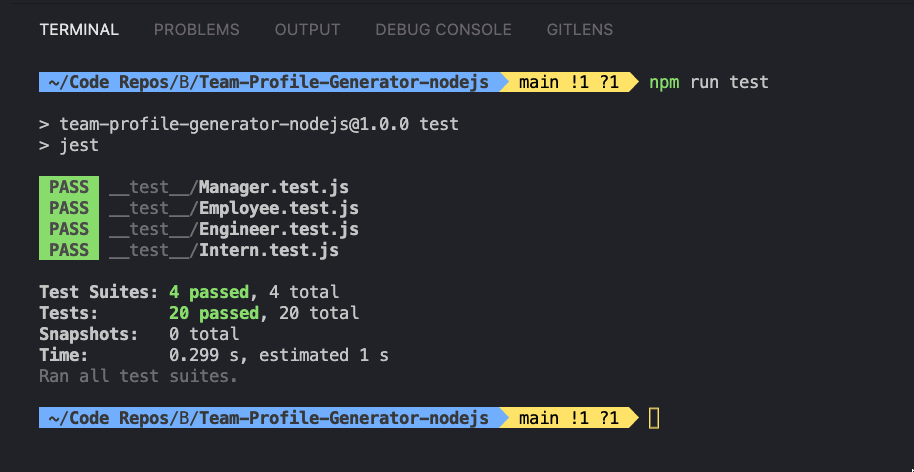 TERMINAL PROBLEMS OUTPUT DEBUG CONSOLE GITLENS
~/Code Repos/B/Team-Profile-Generator-nodejs main !1 ?1 npm run test
> team-profile-generator-nodejs@1.0.0 test
> jest
PASS __test__/Manager.test.js
PASS __test__/Employee.test.js
PASS __test__/Engineer.test.js
PASS __test__/Intern.test.js
Test Suites: 4 passed, 4 total
Tests: 20 passed, 20 total
Snapshots: 0 total
Time: 0.299 s, estimated 1 s
Ran all test suites.
~/Code Repos/B/Team-Profile-Generator-nodejs main !1 ?1